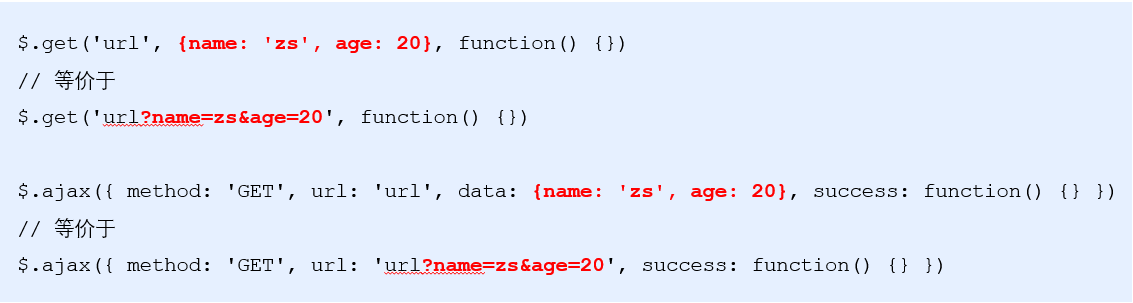 $.get('url', {name: 'zs', age: 20}, function() {})
// 等价于
$.get('url?name=zs&age=20', function() {})
$.ajax({ method: 'GET', url: 'url', data: {name: 'zs', age: 20}, success: function() {} })
// 等价于
$.ajax({ method: 'GET', url: 'url?name=zs&age=20', success: function() {} })